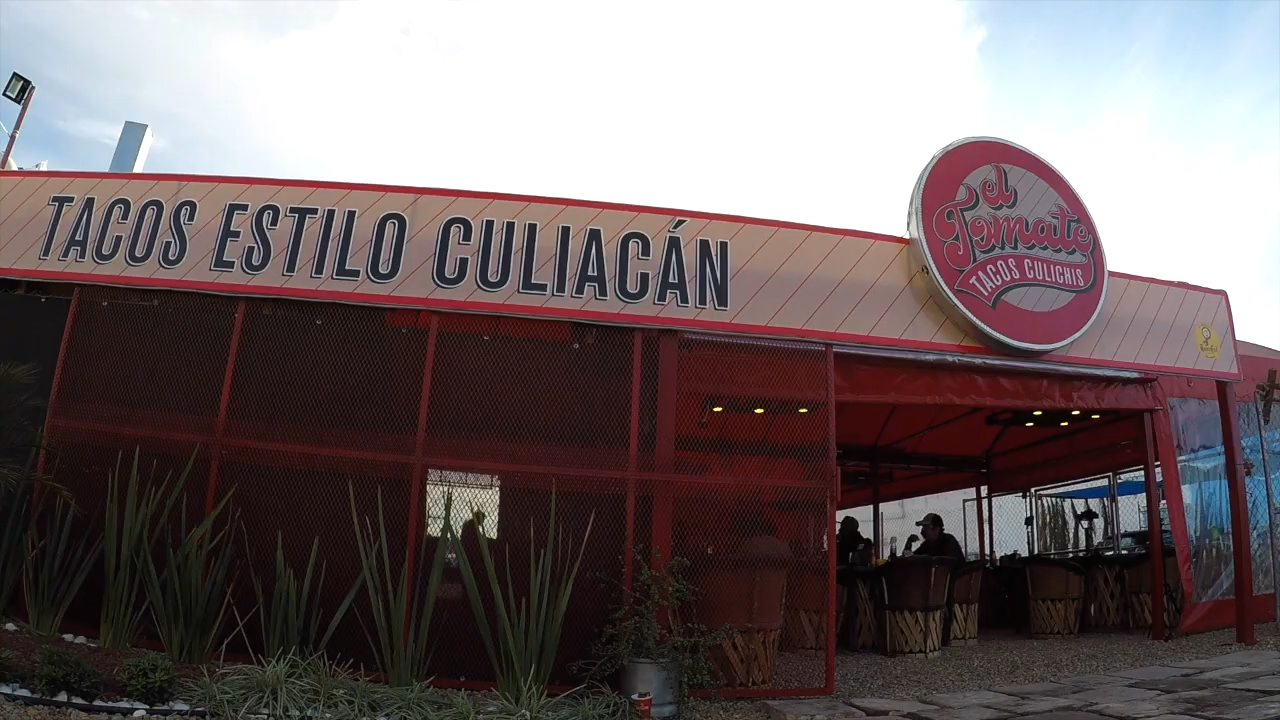 TACOS ESTILO CULIACÁN
el
Tomate
TACOS CULICHIS